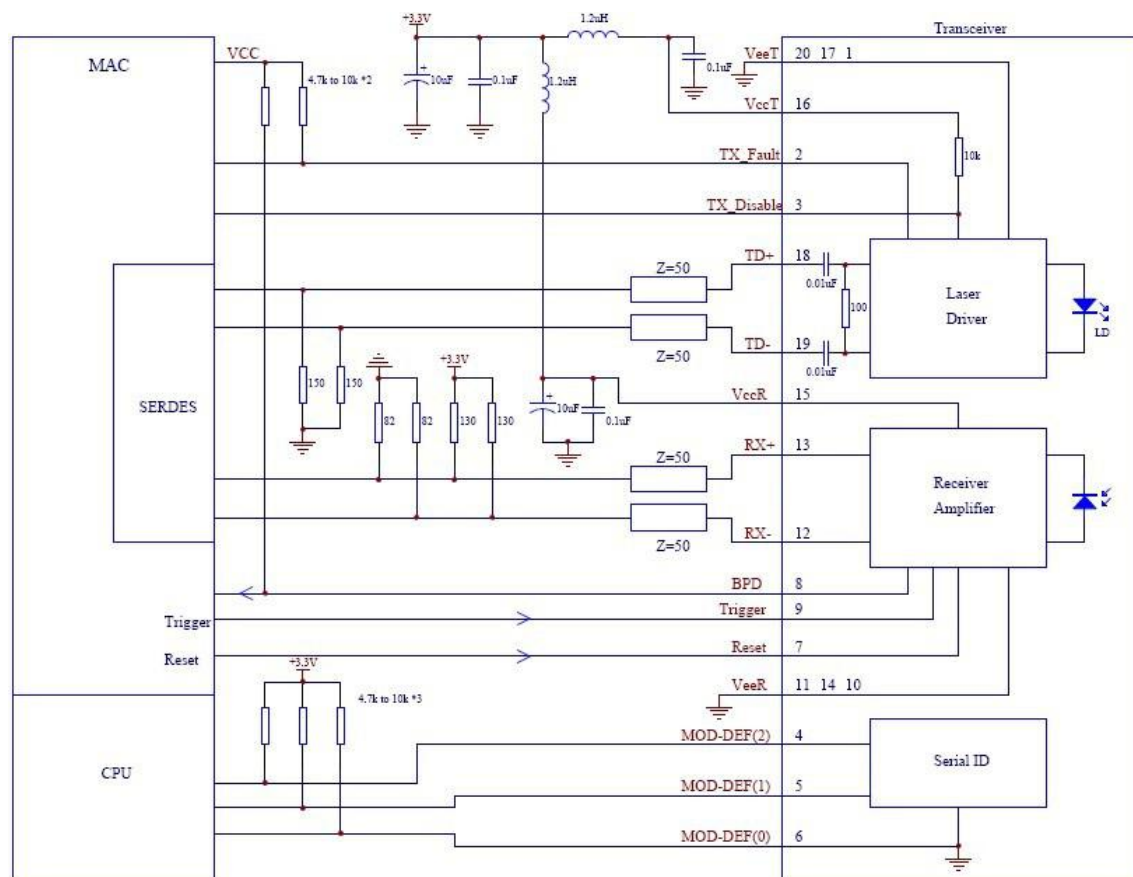 +3.3V
1.2uH
Transceiver
MAC
VCC
4.7k to 10k *2
10uF
0.1uF
1.2uH
0.1uF
VeeT
20 17 1
VccT
16
TX_Fault
2
10k
TX_Disable
3
Z=50
TD+
18
0.01uF
100
Laser
Driver
LD
Z=50
TD-
19
0.01uF
150
150
SERDES
82
82
+3.3V
130
130
10uF
0.1uF
VccR
15
Z=50
RX+
13
Receiver
Amplifier
Z=50
RX-
12
BPD
8
Trigger
Trigger
9
Reset
Reset
7
+3.3V
4.7k to 10k *3
VeeR
11 14 10
CPU
MOD-DEF(2)
4
Serial ID
MOD-DEF(1)
5
MOD-DEF(0)
6